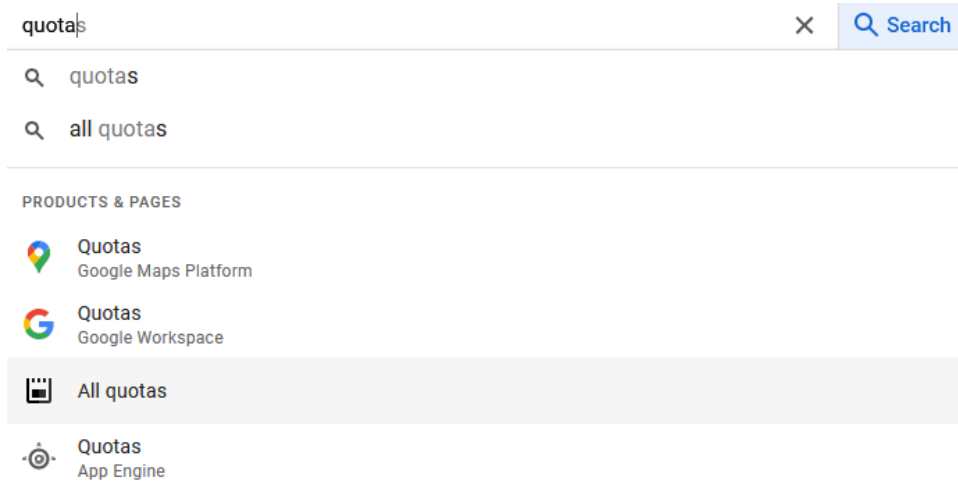 quotas
Search
quotas
all quotas
PRODUCTS & PAGES
Quotas
Google Maps Platform
Quotas
Google Workspace
All quotas
Quotas
App Engine